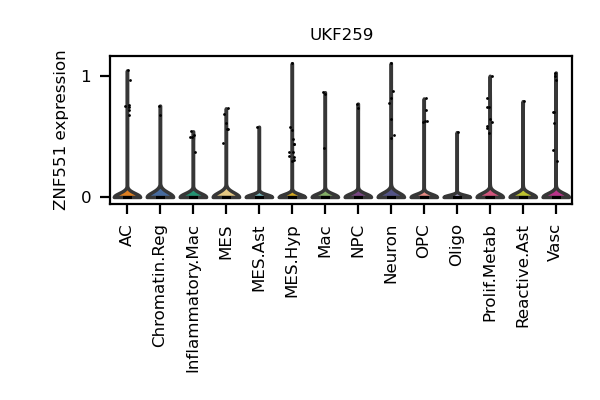 UKF259
ZNF551 expression
1
0
AC
Chromatin.Reg
Inflammatory.Mac
MES
MES.Ast
MES.Hyp
Mac
NPC
Neuron
OPC
Oligo
Prolif.Metab
Reactive.Ast
Vasc